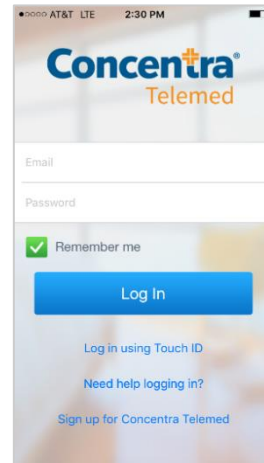 AT&T LTE 2:30 PM
Concentra®
Telemed
Email
Password
Remember me
Log In
Log in using Touch ID
Need help logging in?
Sign up for Concentra Telemed